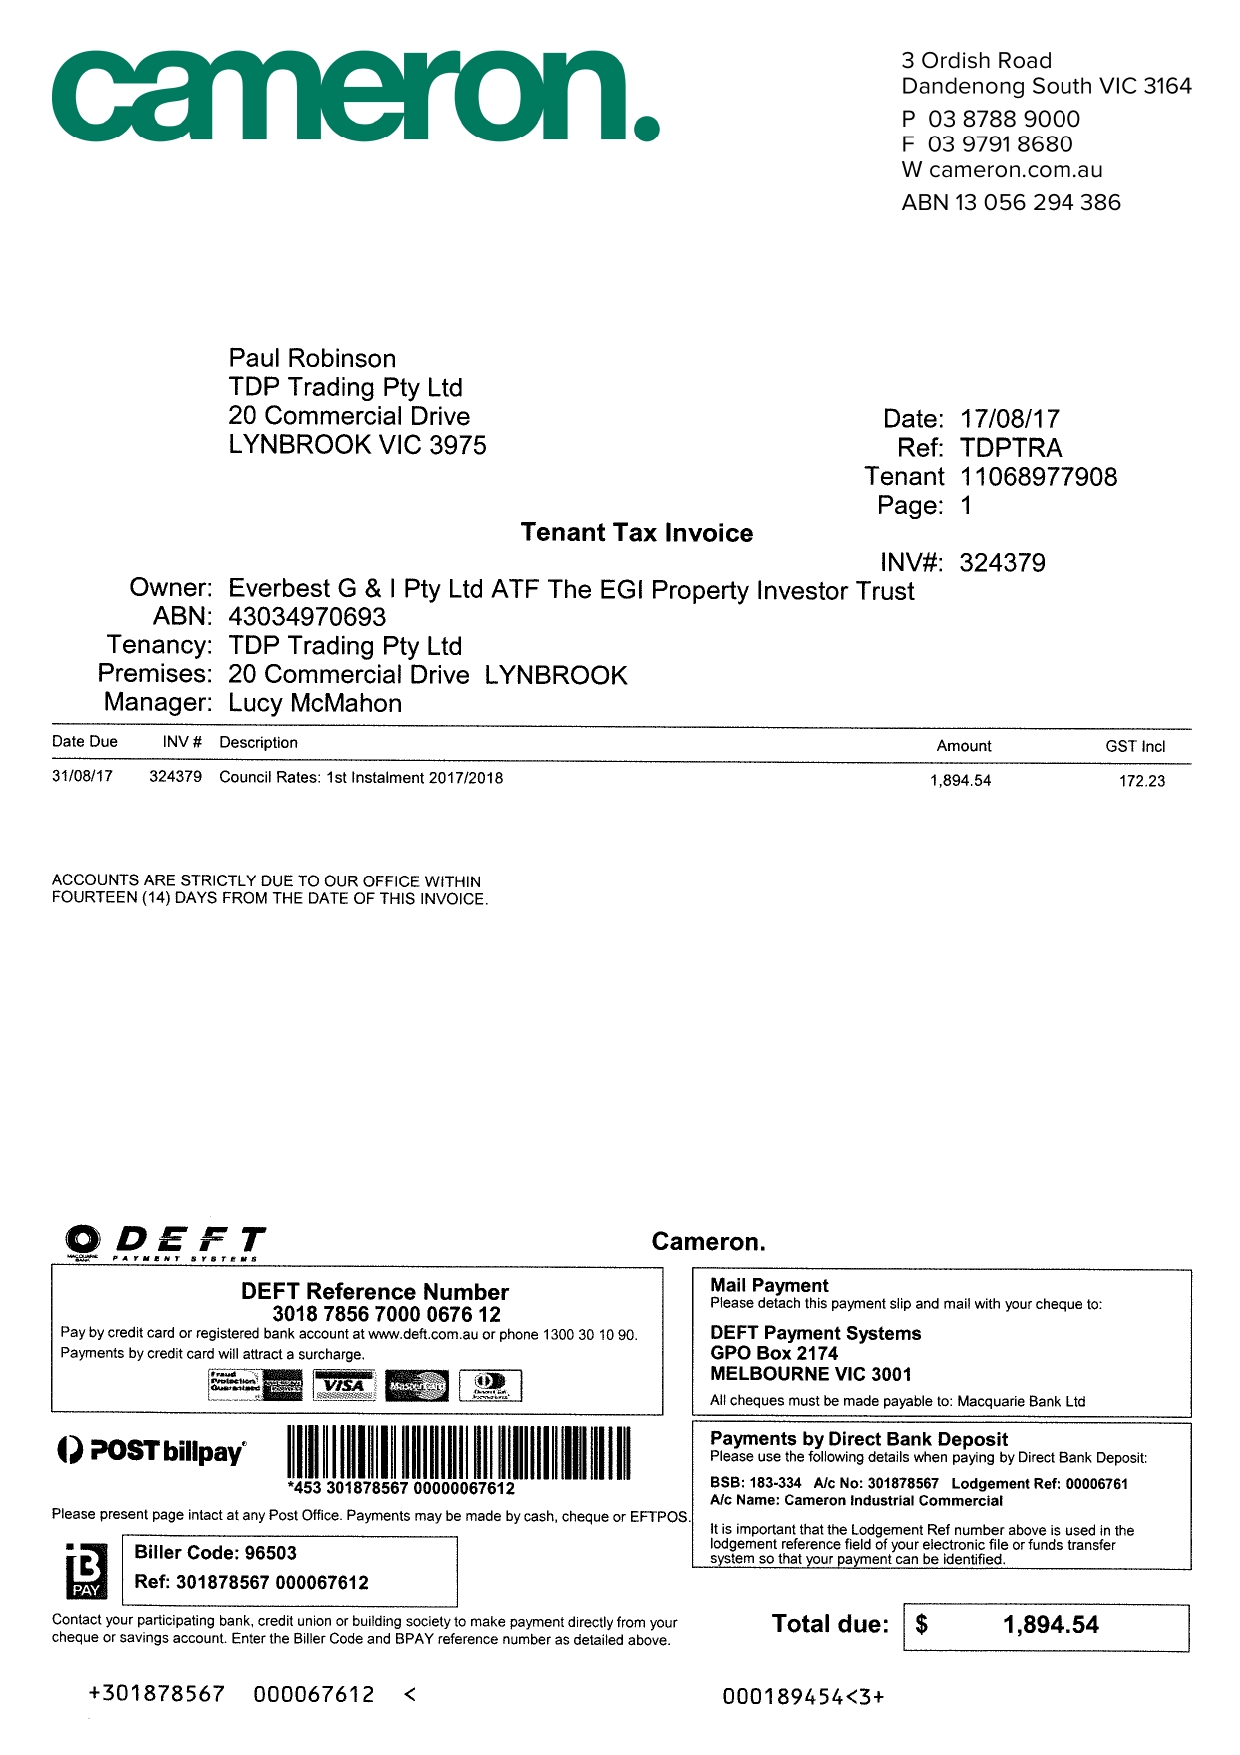 cameron.
3 Ordish Road
Dandenong South VIC 3164
P 03 8788 9000
F 03 9791 8680
W cameron.com.au
ABN 13 056 294 386
Paul Robinson
TDP Trading Pty Ltd
20 Commercial Drive
LYNBROOK VIC 3975
Date: 17/08/17
Ref: TDPTRA
Tenant 11068977908
Page: 1
Tenant Tax Invoice
INV#: 324379
Owner: Everbest G & I Pty Ltd ATF The EGI Property Investor Trust
ABN: 43034970693
Tenancy: TDP Trading Pty Ltd
Premises: 20 Commercial Drive LYNBROOK
Manager: Lucy McMahon
Date Due INV # Description Amount GST Incl
31/08/17 324379 Council Rates: 1st Instalment 2017/2018 1,894.54 172.23
ACCOUNTS ARE STRICTLY DUE TO OUR OFFICE WITHIN
FOURTEEN (14) DAYS FROM THE DATE OF THIS INVOICE.
DEFT
MACQUARIE BANK PAYMENT SYSTEMS
Cameron.
DEFT Reference Number
3018 7856 7000 0676 12
Pay by credit card or registered bank account at www.deft.com.au or phone 1300 30 10 90.
Payments by credit card will attract a surcharge.
Fraud Protection Guaranteed
VISA
MasterCard
Diners Club International
Mail Payment
Please detach this payment slip and mail with your cheque to:
DEFT Payment Systems
GPO Box 2174
MELBOURNE VIC 3001
All cheques must be made payable to: Macquarie Bank Ltd
POST billpay
*453 301878567 00000067612
Please present page intact at any Post Office. Payments may be made by cash, cheque or EFTPOS.
Payments by Direct Bank Deposit
Please use the following details when paying by Direct Bank Deposit:
BSB: 183-334 A/c No: 301878567 Lodgement Ref: 00006761
A/c Name: Cameron Industrial Commercial
It is important that the Lodgement Ref number above is used in the
lodgement reference field of your electronic file or funds transfer
system so that your payment can be identified.
B
PAY
Biller Code: 96503
Ref: 301878567 000067612
Contact your participating bank, credit union or building society to make payment directly from your
cheque or savings account. Enter the Biller Code and BPAY reference number as detailed above.
Total due: $ 1,894.54
+301878567 000067612 <
000189454<3+